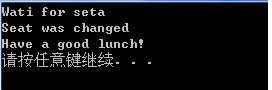 Wati for seta
Seat was changed
Have a good lunch!
请按任意键继续. . .